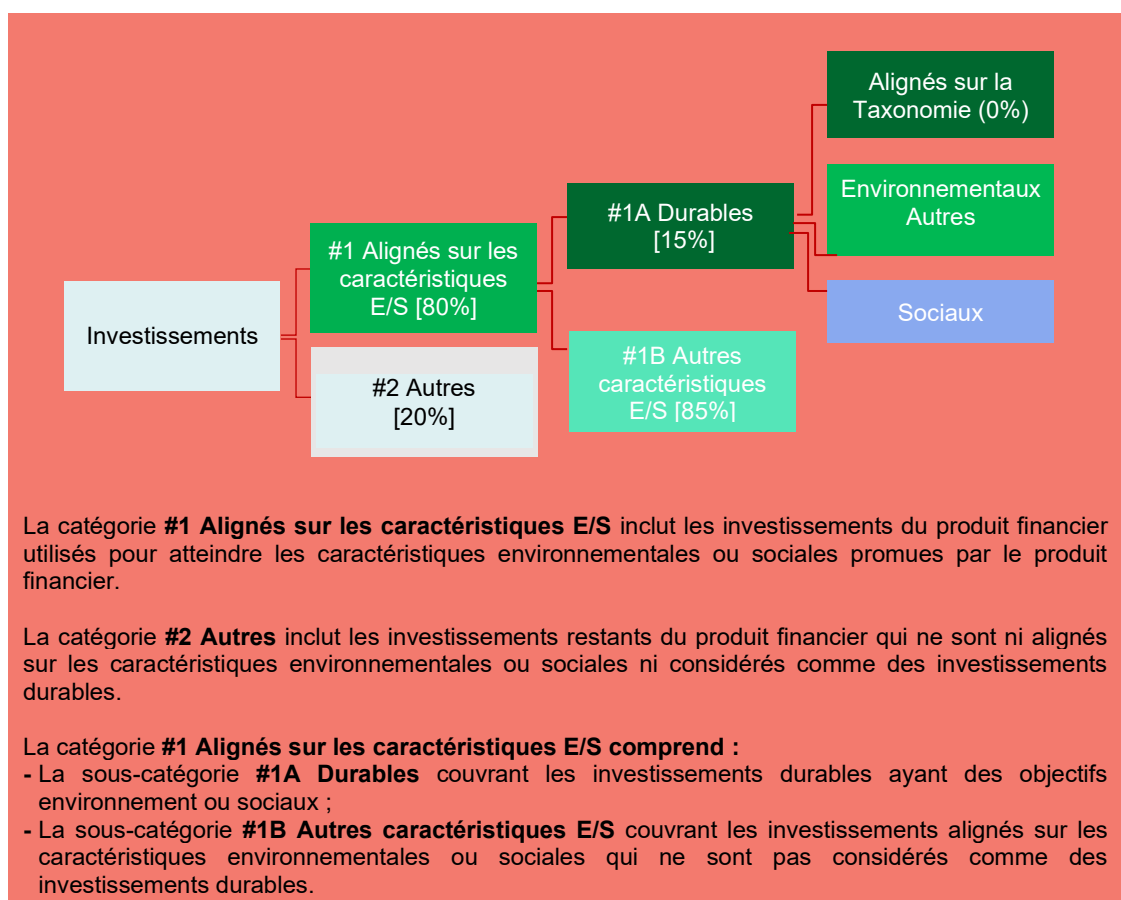 Alignés sur la
Taxonomie (0%)
Environnementaux
Autres
#1A Durables
[15%]
#1 Alignés sur les
caractéristiques
E/S [80%]
Sociaux
Investissements
#1B Autres
caractéristiques
E/S [85%]
#2 Autres
[20%]
La catégorie #1 Alignés sur les caractéristiques E/S inclut les investissements du produit financier
utilisés pour atteindre les caractéristiques environnementales ou sociales promues par le produit
financier.
La catégorie #2 Autres inclut les investissements restants du produit financier qui ne sont ni alignés
sur les caractéristiques environnementales ou sociales ni considérés comme des investissements
durables.
La catégorie #1 Alignés sur les caractéristiques E/S comprend :
- La sous-catégorie #1A Durables couvrant les investissements durables ayant des objectifs
environnement ou sociaux ;
- La sous-catégorie #1B Autres caractéristiques E/S couvrant les investissements alignés sur les
caractéristiques environnementales ou sociales qui ne sont pas considérés comme des
investissements durables.